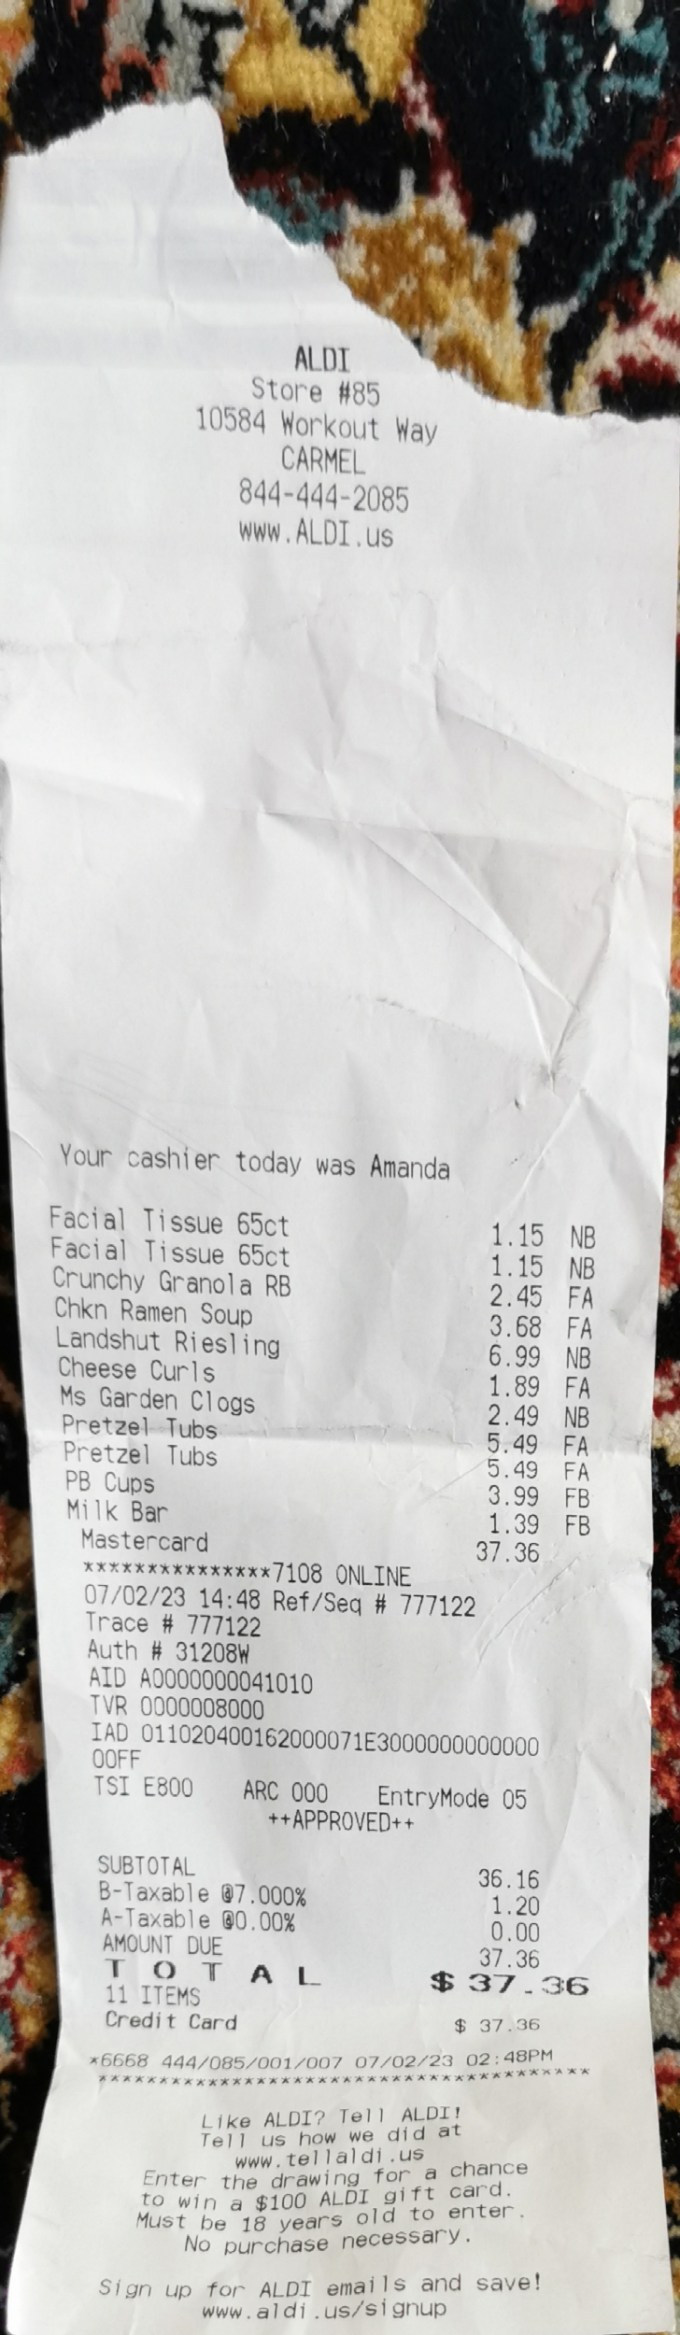 ALDI
Store #85
10584 Workout Way
CARMEL
844-444-2085
www.ALDI.us
Your cashier today was Amanda
Facial Tissue 65ct 1.15 NB
Facial Tissue 65ct 1.15 NB
Crunchy Granola RB 2.45 FA
Chkn Ramen Soup 3.68 FA
Landshut Riesling 6.99 NB
Cheese Curls 1.89 FA
Ms Garden Clogs 2.49 NB
Pretzel Tubs 5.49 FA
Pretzel Tubs 5.49 FA
PB Cups 3.99 FB
Milk Bar 1.39 FB
Mastercard 37.36
***************7108 ONLINE
07/02/23 14:48 Ref/Seq # 777122
Trace # 777122
Auth # 31208W
AID A0000000041010
TVR 0000008000
IAD 011020400162000071E3000000000000
00FF
TSI E800 ARC 000 EntryMode 05
++APPROVED++
SUBTOTAL 36.16
B-Taxable @7.000% 1.20
A-Taxable @0.00% 0.00
AMOUNT DUE 37.36
T O T A L $ 37.36
11 ITEMS
Credit Card $ 37.36
*6668 444/085/001/007 07/02/23 02:48PM
****************************************
Like ALDI? Tell ALDI!
Tell us how we did at
www.tellaldi.us
Enter the drawing for a chance
to win a $100 ALDI gift card.
Must be 18 years old to enter.
No purchase necessary.
Sign up for ALDI emails and save!
www.aldi.us/signup